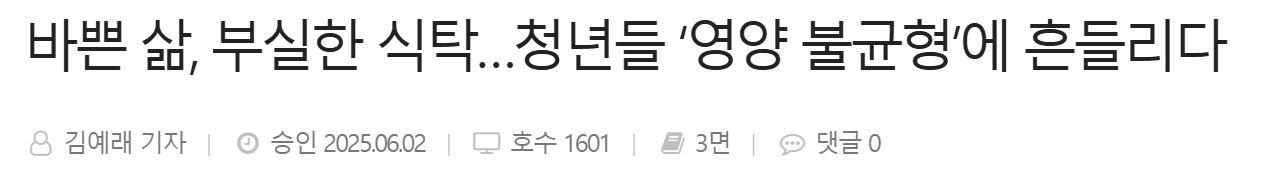 바쁜 삶, 부실한 식탁…청년들 ‘영양 불균형’에 흔들리다
김예래 기자 | 승인 2025.06.02 | 호수 1601 | 3면 | 댓글 0